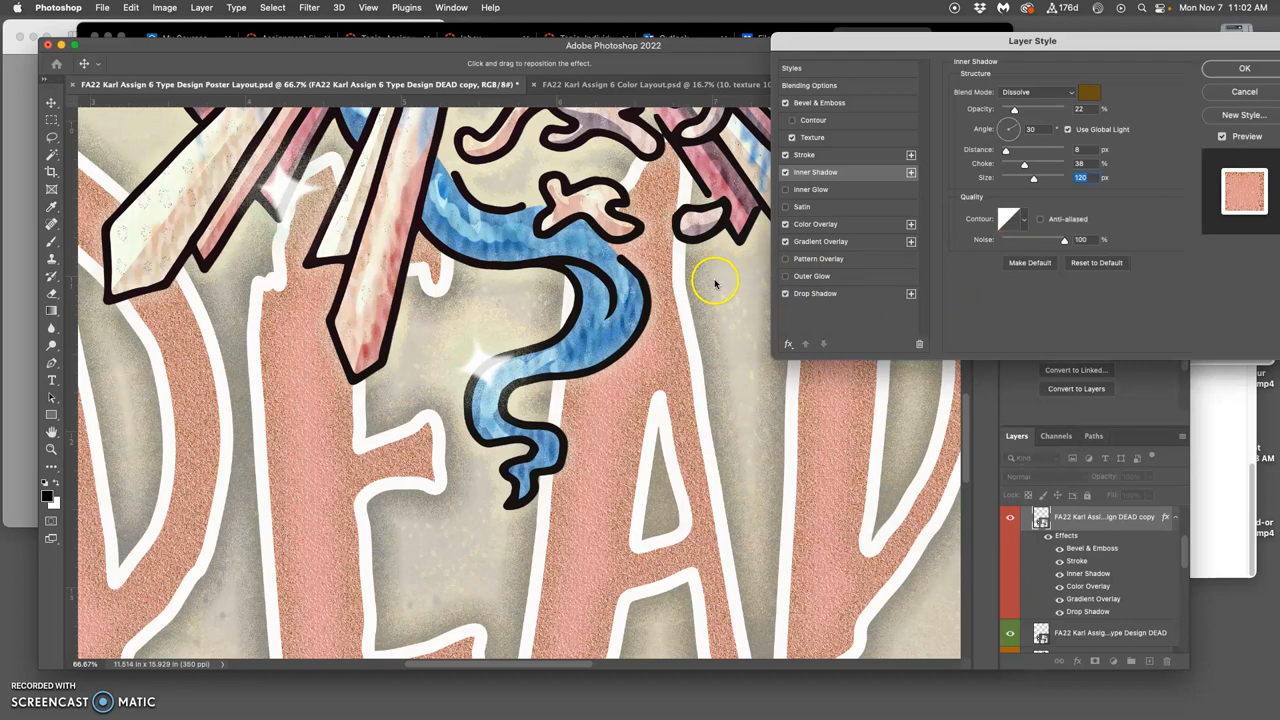 Photoshop File Edit Image Layer Type Select Filter 3D View Plugins Window Help 176d Mon Nov 7 11:02 AM
Adobe Photoshop 2022
Layer Style
Click and drag to reposition the effect.
× FA22 Karl Assign 6 Type Design Poster Layout.psd @ 66.7% (FA22 Karl Assign 6 Type Design DEAD copy, RGB/8#) *
× FA22 Karl Assign 6 Color Layout.psd @ 16.7% (10. texture 10
Styles
Blending Options
Bevel & Emboss
Contour
Texture
Stroke
Inner Shadow
Inner Glow
Satin
Color Overlay
Gradient Overlay
Pattern Overlay
Outer Glow
Drop Shadow
fx
Inner Shadow
Structure
Blend Mode: Dissolve
Opacity: 22 %
Angle: 30 ° Use Global Light
Distance: 8 px
Choke: 38 %
Size: 120 px
Quality
Contour: Anti-aliased
Noise: 100 %
Make Default Reset to Default
OK
Cancel
New Style...
Preview
DEAD
Convert to Linked...
Convert to Layers
Layers Channels Paths
Kind
Normal Opacity: 100%
Lock: Fill: 100%
FA22 Karl Assi...ign DEAD copy fx
Effects
Bevel & Emboss
Stroke
Inner Shadow
Color Overlay
Gradient Overlay
Drop Shadow
FA22 Karl Assig...ype Design DEAD
66.67% 11.514 in x 15.929 in (350 ppi)
RECORDED WITH
SCREENCAST MATIC